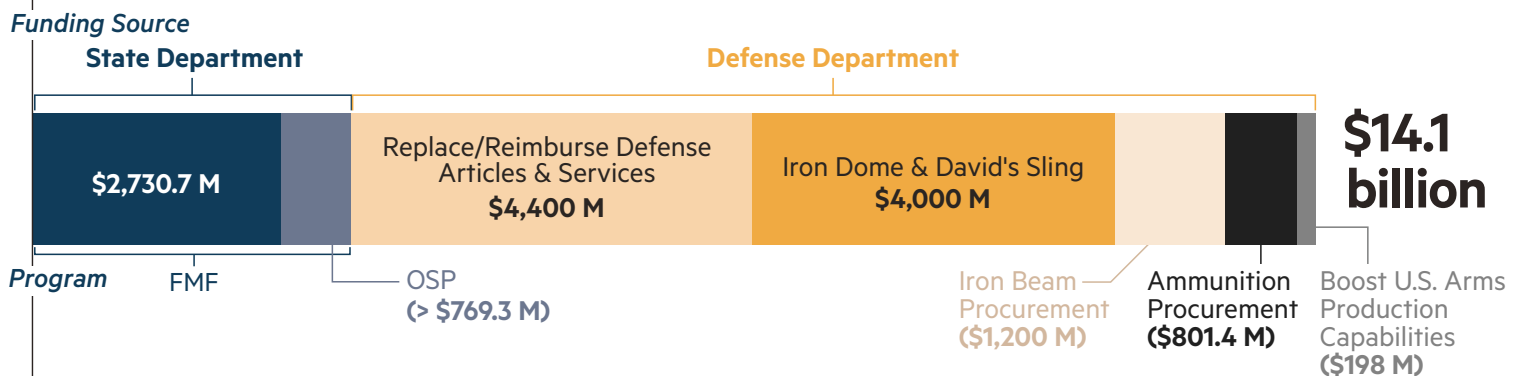 Funding Source
State Department
Defense Department
$2,730.7 M
Replace/Reimburse Defense
Articles & Services
$4,400 M
Iron Dome & David's Sling
$4,000 M
$14.1
billion
Program
FMF
OSP
(> $769.3 M)
Iron Beam
Procurement
($1,200 M)
Ammunition
Procurement
($801.4 M)
Boost U.S. Arms
Production
Capabilities
($198 M)